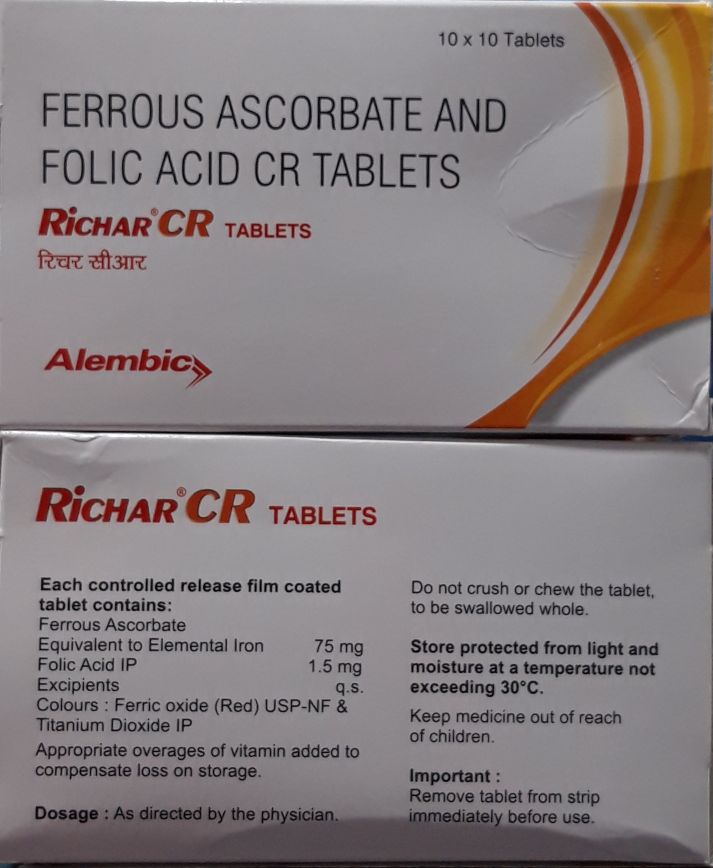 10 x 10 Tablets
FERROUS ASCORBATE AND
FOLIC ACID CR TABLETS
RiCHAR® CR TABLETS
रिचर सीआर
Alembic
RiCHAR® CR TABLETS
Each controlled release film coated
tablet contains:
Ferrous Ascorbate
Equivalent to Elemental Iron 75 mg
Folic Acid IP 1.5 mg
Excipients q.s.
Colours : Ferric oxide (Red) USP-NF &
Titanium Dioxide IP
Appropriate overages of vitamin added to
compensate loss on storage.
Dosage : As directed by the physician.
Do not crush or chew the tablet,
to be swallowed whole.
Store protected from light and
moisture at a temperature not
exceeding 30°C.
Keep medicine out of reach
of children.
Important :
Remove tablet from strip
immediately before use.